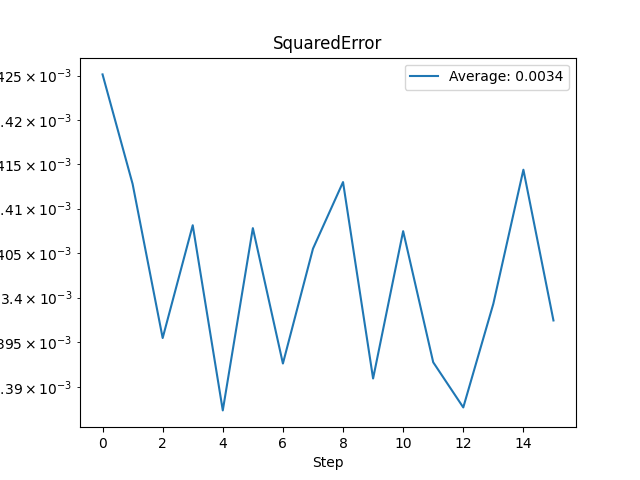 SquaredError
Average: 0.0034
425 × 10⁻³
.42 × 10⁻³
415 × 10⁻³
.41 × 10⁻³
405 × 10⁻³
3.4 × 10⁻³
395 × 10⁻³
.39 × 10⁻³
0 2 4 6 8 10 12 14
Step